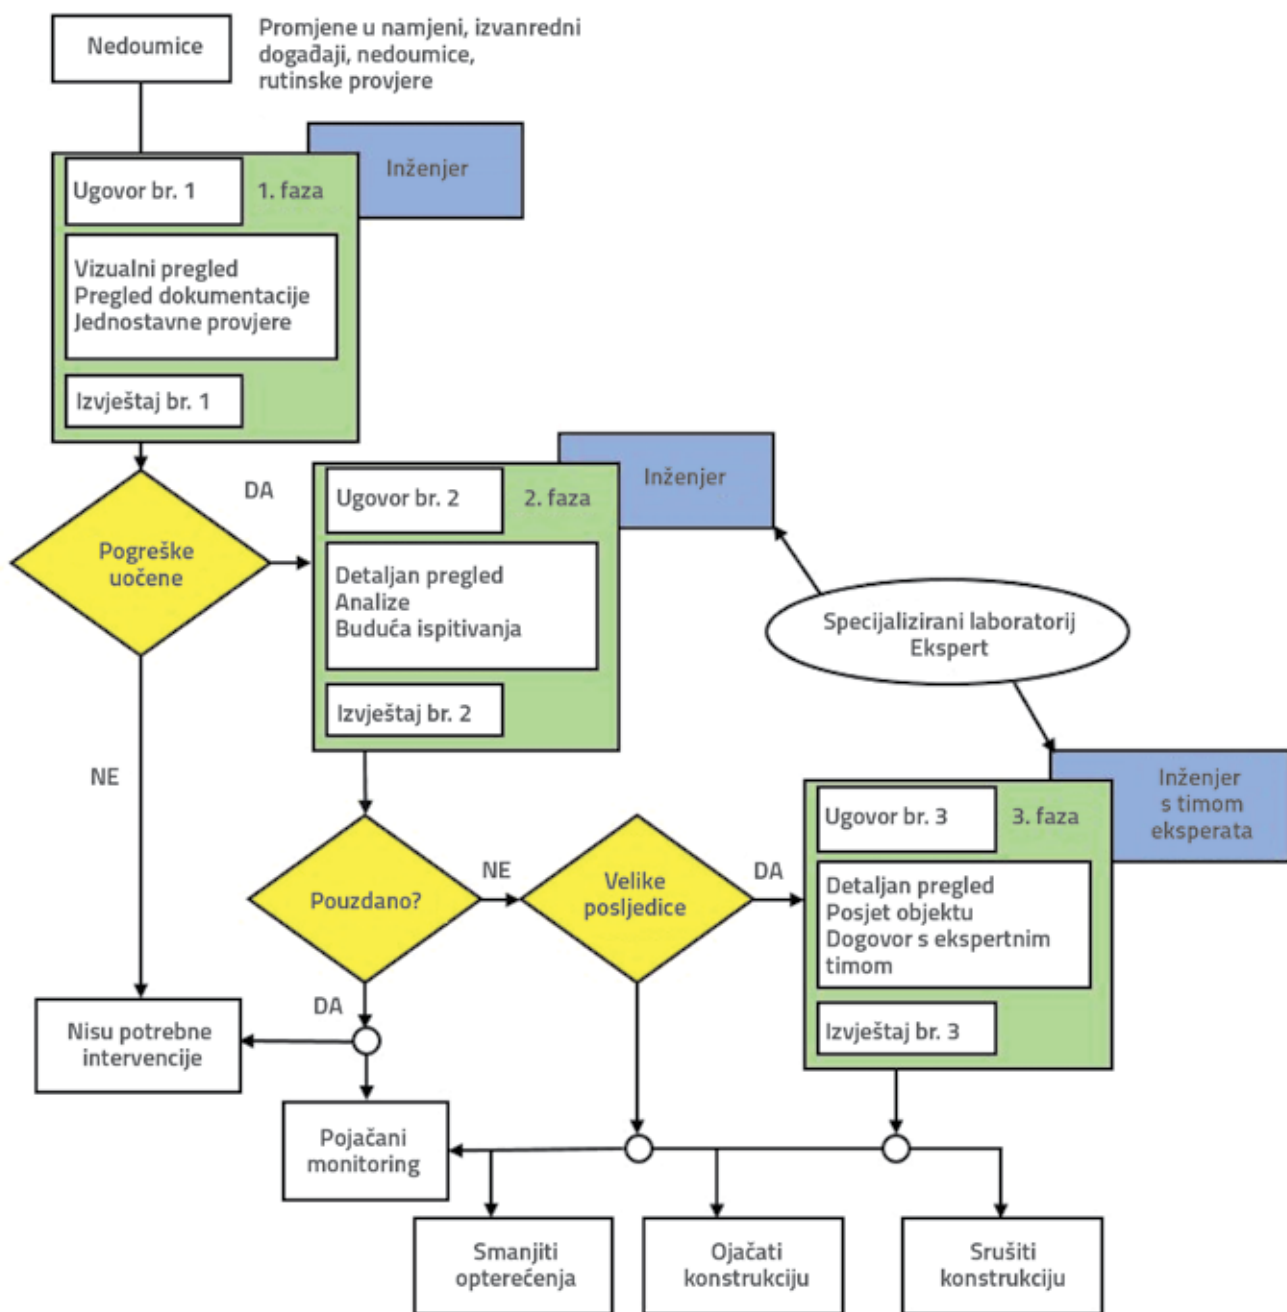 Nedoumice
Promjene u namjeni, izvanredni
događaji, nedoumice,
rutinske provjere
Inženjer
Ugovor br. 1
1. faza
Vizualni pregled
Pregled dokumentacije
Jednostavne provjere
Izvještaj br. 1
DA
Pogreške
uočene
Inženjer
Ugovor br. 2
2. faza
Detaljan pregled
Analize
Buduća ispitivanja
Izvještaj br. 2
Specijalizirani laboratorij
Ekspert
NE
Inženjer
s timom
eksperata
Ugovor br. 3
3. faza
Detaljan pregled
Posjet objektu
Dogovor s ekspertnim
timom
Izvještaj br. 3
Pouzdano?
NE
Velike
posljedice
DA
DA
Nisu potrebne
intervencije
Pojačani
monitoring
Smanjiti
opterećenja
Ojačati
konstrukciju
Srušiti
konstrukciju